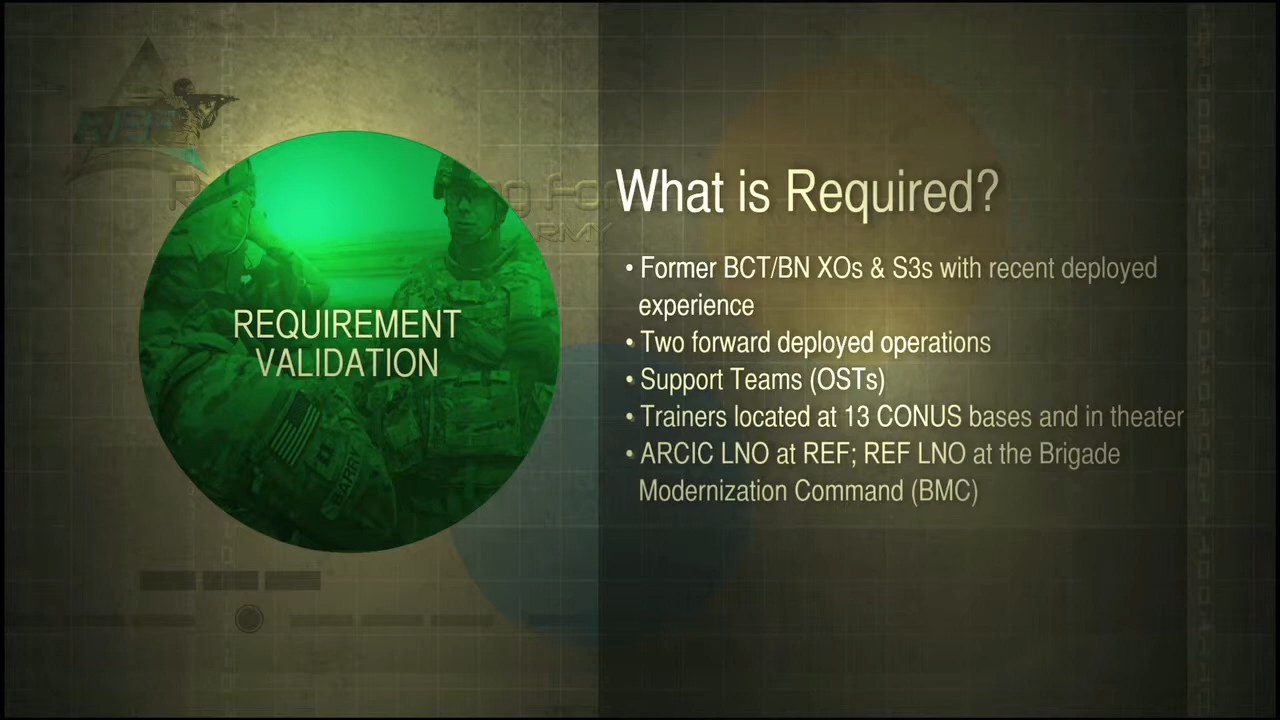 REF
ARMY
REQUIREMENT
VALIDATION
What is Required?
• Former BCT/BN XOs & S3s with recent deployed
experience
• Two forward deployed operations
• Support Teams (OSTs)
• Trainers located at 13 CONUS bases and in theater
• ARCIC LNO at REF; REF LNO at the Brigade
Modernization Command (BMC)